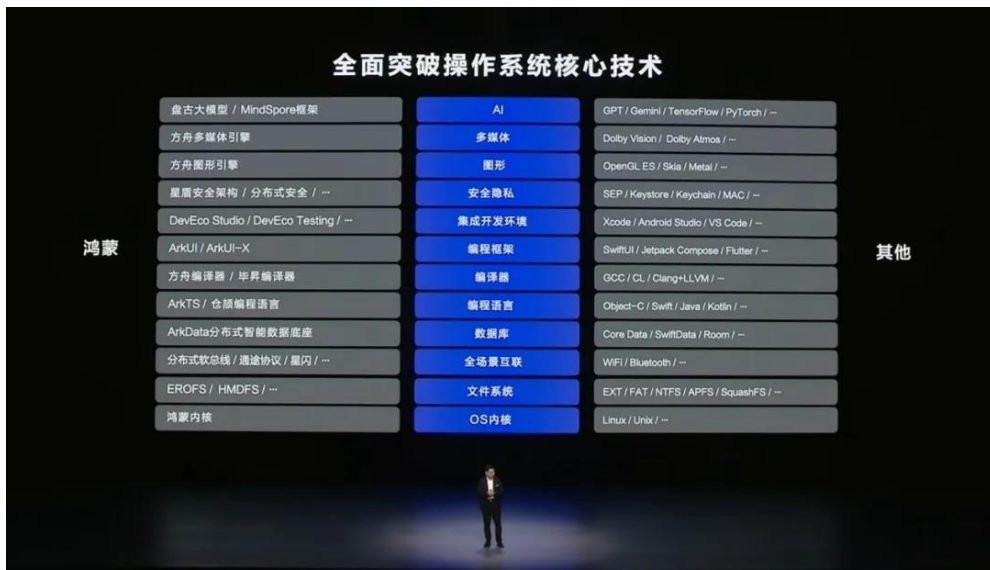 全面突破操作系统核心技术
鸿蒙
其他
盘古大模型 / MindSpore框架 AI GPT / Gemini / TensorFlow / PyTorch / ···
方舟多媒体引擎 多媒体 Dolby Vision / Dolby Atmos / ···
方舟图形引擎 图形 OpenGL ES / Skia / Metal / ···
星盾安全架构 / 分布式安全 / ··· 安全隐私 SEP / Keystore / Keychain / MAC / ···
DevEco Studio / DevEco Testing / ··· 集成开发环境 Xcode / Android Studio / VS Code / ···
ArkUI / ArkUI-X 编程框架 SwiftUI / Jetpack Compose / Flutter / ···
方舟编译器 / 毕昇编译器 编译器 GCC / CL / Clang+LLVM / ···
ArkTS / 仓颉编程语言 编程语言 Object-C / Swift / Java / Kotlin / ···
ArkData分布式智能数据底座 数据库 Core Data / SwiftData / Room / ···
分布式软总线 / 通途协议 / 星闪 / ··· 全场景互联 WiFi / Bluetooth / ···
EROFS / HMDFS / ··· 文件系统 EXT / FAT / NTFS / APFS / SquashFS / ···
鸿蒙内核 OS内核 Linux / Unix / ···